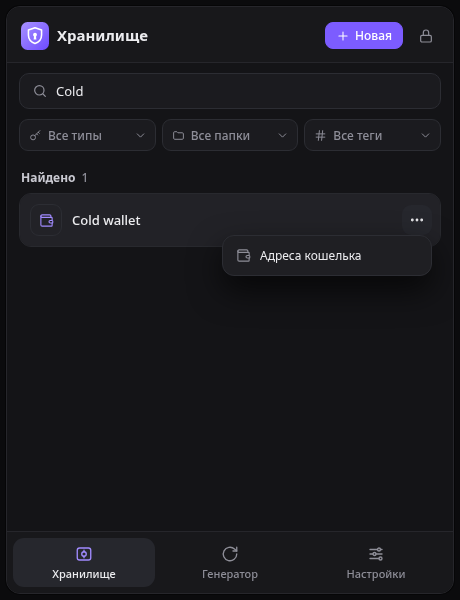 Хранилище
Новая
Cold
Все типы
Все папки
Все теги
Найдено 1
Cold wallet
Адреса кошелька
Хранилище
Генератор
Настройки